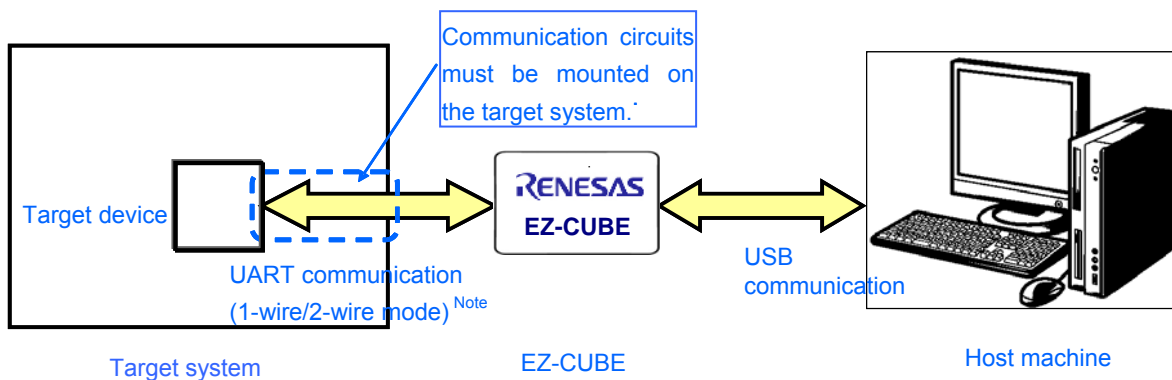 Communication circuits
must be mounted on
the target system.
Target device
RENESAS
EZ-CUBE
UART communication
(1-wire/2-wire mode) Note
USB
communication
Target system
EZ-CUBE
Host machine